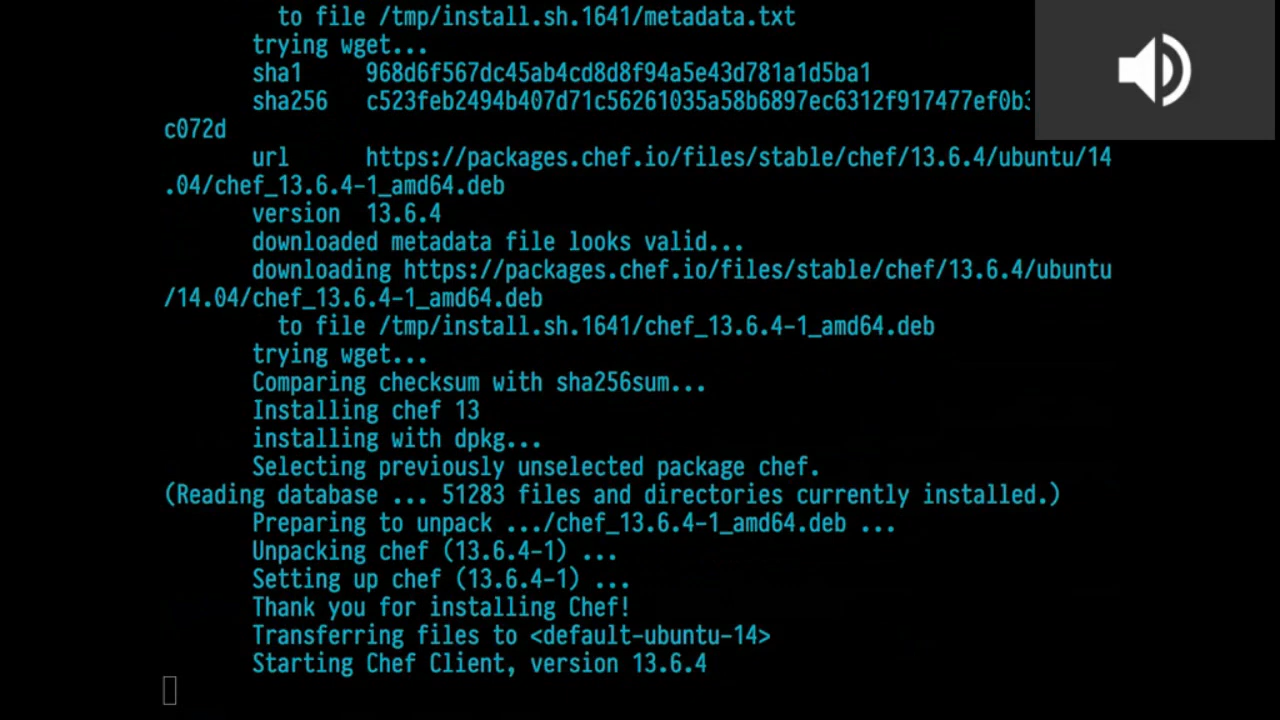 to file /tmp/install.sh.1641/metadata.txt
trying wget...
sha1 968d6f567dc45ab4cd8d8f94a5e43d781a1d5ba1
sha256 c523feb2494b407d71c56261035a58b6897ec6312f917477ef0b3
c072d
url https://packages.chef.io/files/stable/chef/13.6.4/ubuntu/14
.04/chef_13.6.4-1_amd64.deb
version 13.6.4
downloaded metadata file looks valid...
downloading https://packages.chef.io/files/stable/chef/13.6.4/ubuntu
/14.04/chef_13.6.4-1_amd64.deb
to file /tmp/install.sh.1641/chef_13.6.4-1_amd64.deb
trying wget...
Comparing checksum with sha256sum...
Installing chef 13
installing with dpkg...
Selecting previously unselected package chef.
(Reading database ... 51283 files and directories currently installed.)
Preparing to unpack .../chef_13.6.4-1_amd64.deb ...
Unpacking chef (13.6.4-1) ...
Setting up chef (13.6.4-1) ...
Thank you for installing Chef!
Transferring files to <default-ubuntu-14>
Starting Chef Client, version 13.6.4